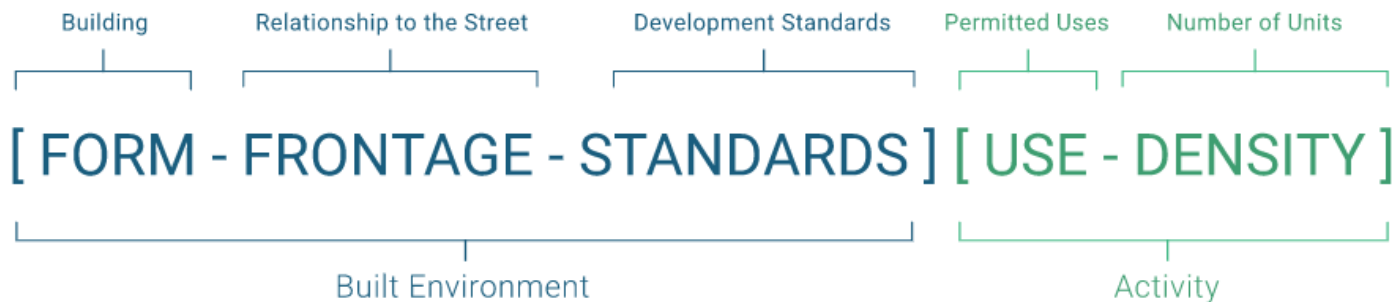 Building Relationship to the Street Development Standards Permitted Uses Number of Units
[ FORM - FRONTAGE - STANDARDS ] [ USE - DENSITY ]
Built Environment Activity